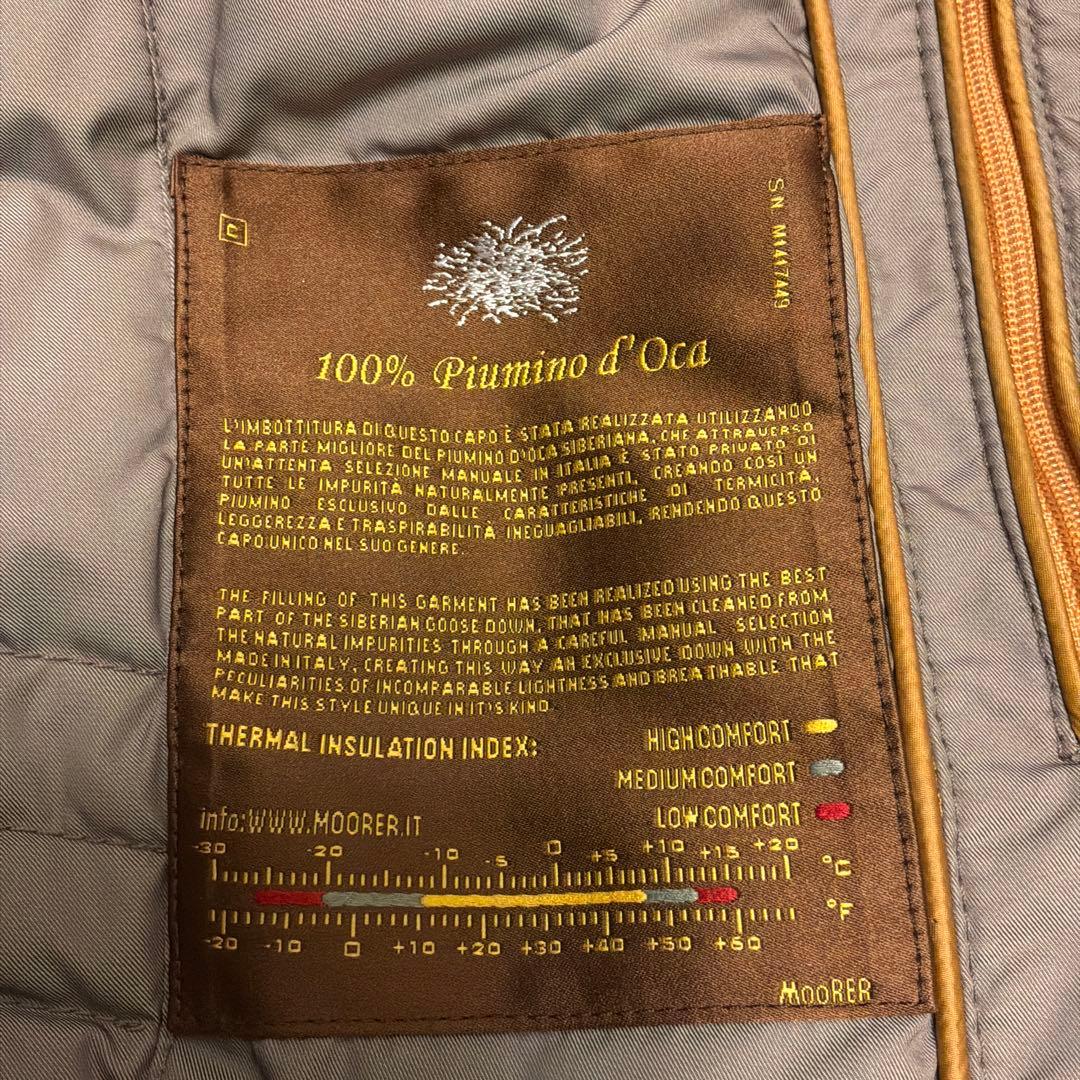 C
SN. M1417449
100% Piumino d'Oca
L'IMBOTTITURA DI QUESTO CAPO È STATA REALIZZATA UTILIZZANDO
LA PARTE MIGLIORE DEL PIUMINO D'OCA SIBERIANA, CHE ATTRAVERSO
UN'ATTENTA SELEZIONE MANUALE IN ITALIA È STATO PRIVATO DI
TUTTE LE IMPURITÀ NATURALMENTE PRESENTI, CREANDO COSÌ UN
PIUMINO ESCLUSIVO DALLE CARATTERISTICHE DI TERMICITÀ,
LEGGEREZZA E TRASPIRABILITÀ INEGUAGLIABILI, RENDENDO QUESTO
CAPO UNICO NEL SUO GENERE.
THE FILLING OF THIS GARMENT HAS BEEN REALIZED USING THE BEST
PART OF THE SIBERIAN GOOSE DOWN, THAT HAS BEEN CLEANED FROM
THE NATURAL IMPURITIES THROUGH A CAREFUL MANUAL SELECTION
MADE IN ITALY, CREATING THIS WAY AN EXCLUSIVE DOWN WITH THE
PECULIARITIES OF INCOMPARABLE LIGHTNESS AND BREATHABLE THAT
MAKE THIS STYLE UNIQUE IN IT'S KIND.
THERMAL INSULATION INDEX:
HIGH COMFORT
MEDIUM COMFORT
LOW COMFORT
info: WWW.MOORER.IT
-30 -20 -10 -5 0 +5 +10 +15 +20
°C
°F
-20 -10 0 +10 +20 +30 +40 +50 +60
MOORER